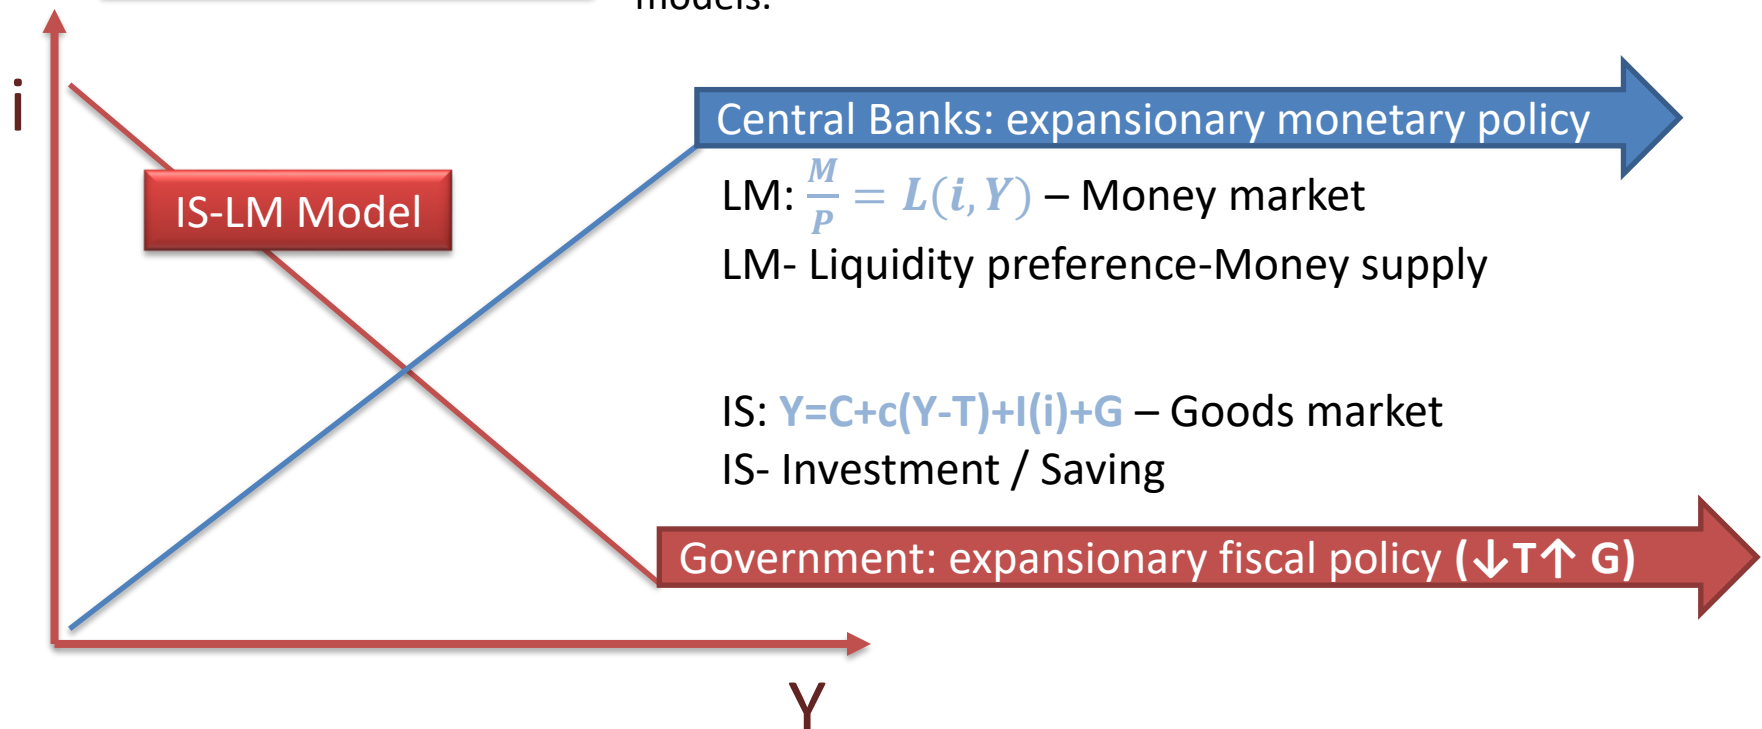 models:
i
Central Banks: expansionary monetary policy
IS-LM Model
LM: M/P = L(i, Y) – Money market
LM- Liquidity preference-Money supply
IS: Y=C+c(Y-T)+I(i)+G – Goods market
IS- Investment / Saving
Government: expansionary fiscal policy (↓T↑ G)
Y